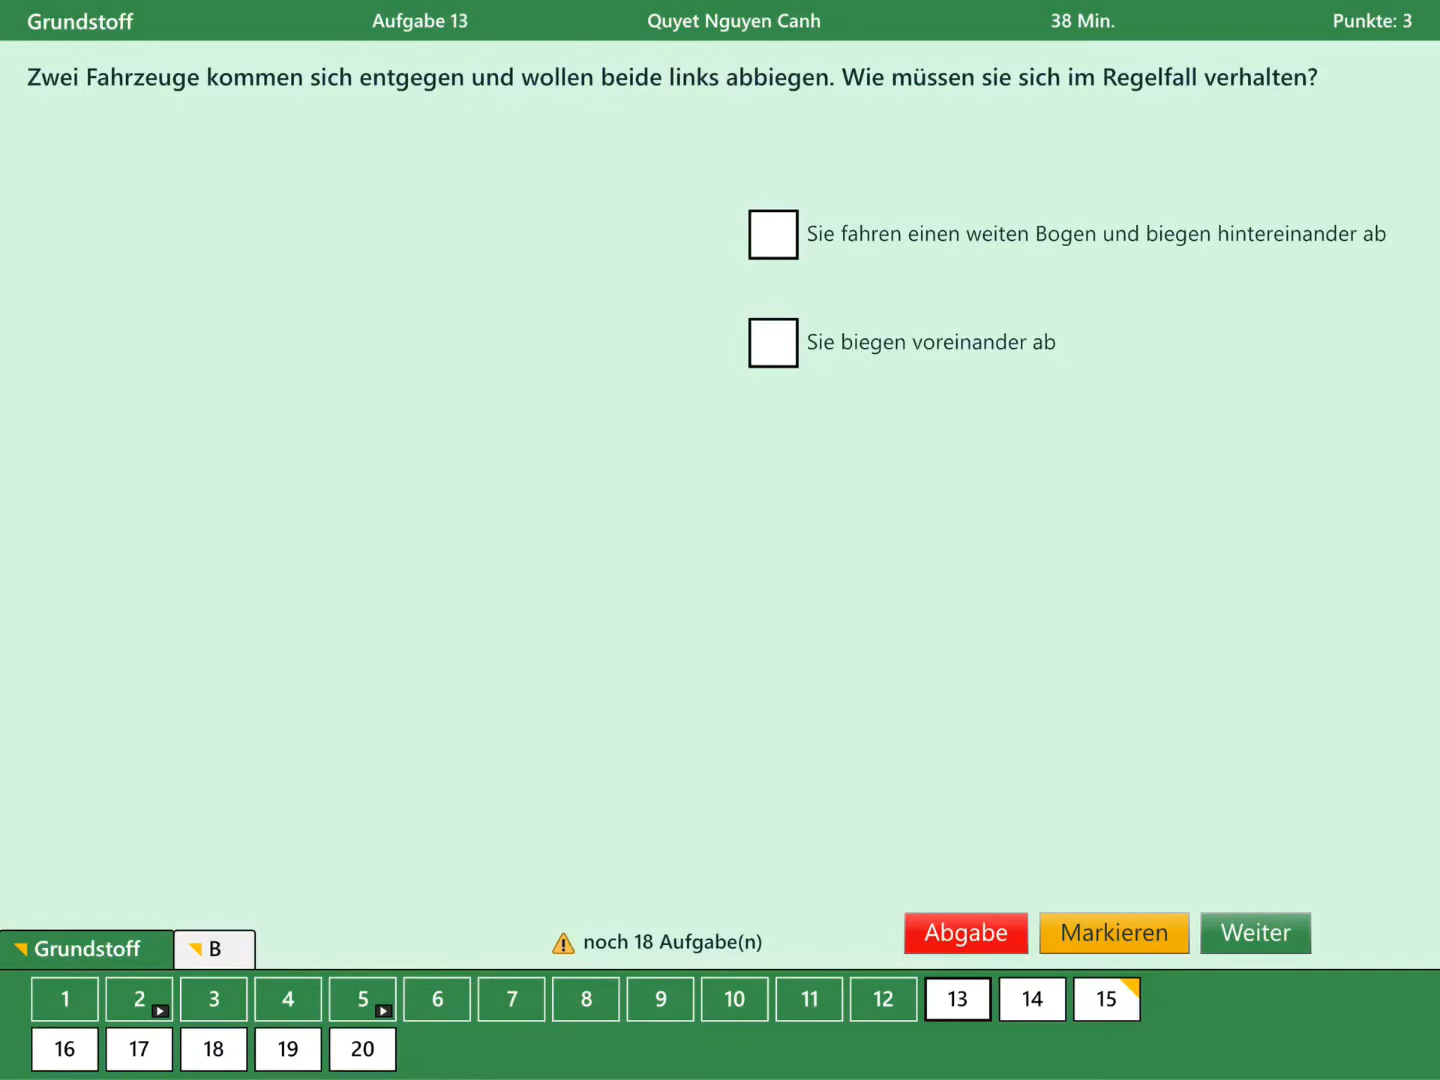 Grundstoff Aufgabe 13 Quyet Nguyen Canh 38 Min. Punkte: 3
Zwei Fahrzeuge kommen sich entgegen und wollen beide links abbiegen. Wie müssen sie sich im Regelfall verhalten?
Sie fahren einen weiten Bogen und biegen hintereinander ab
Sie biegen voreinander ab
Grundstoff B noch 18 Aufgabe(n) Abgabe Markieren Weiter
1 2 3 4 5 6 7 8 9 10 11 12 13 14 15
16 17 18 19 20